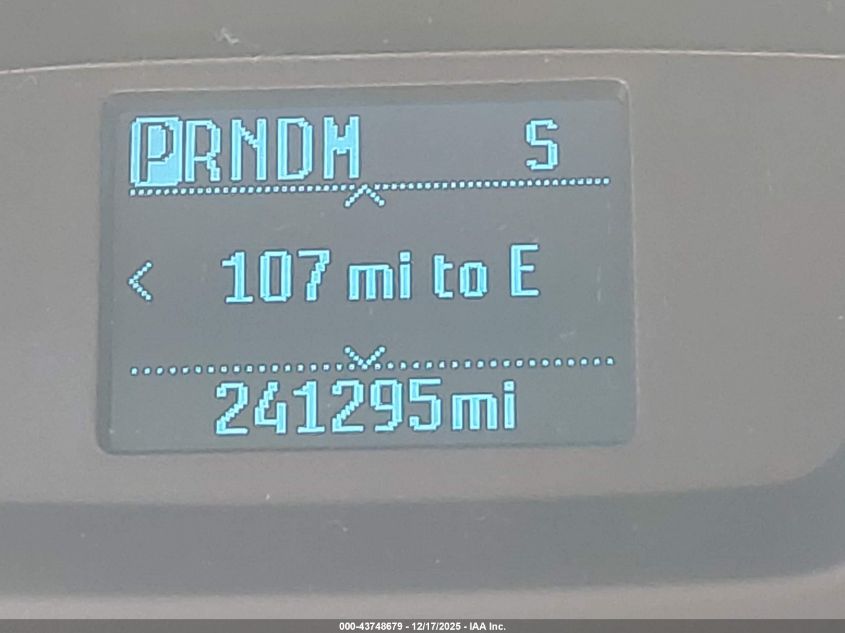 PRNDM S
< 107 mi to E
241295mi
000-43748679 - 12/17/2025 - IAA Inc.